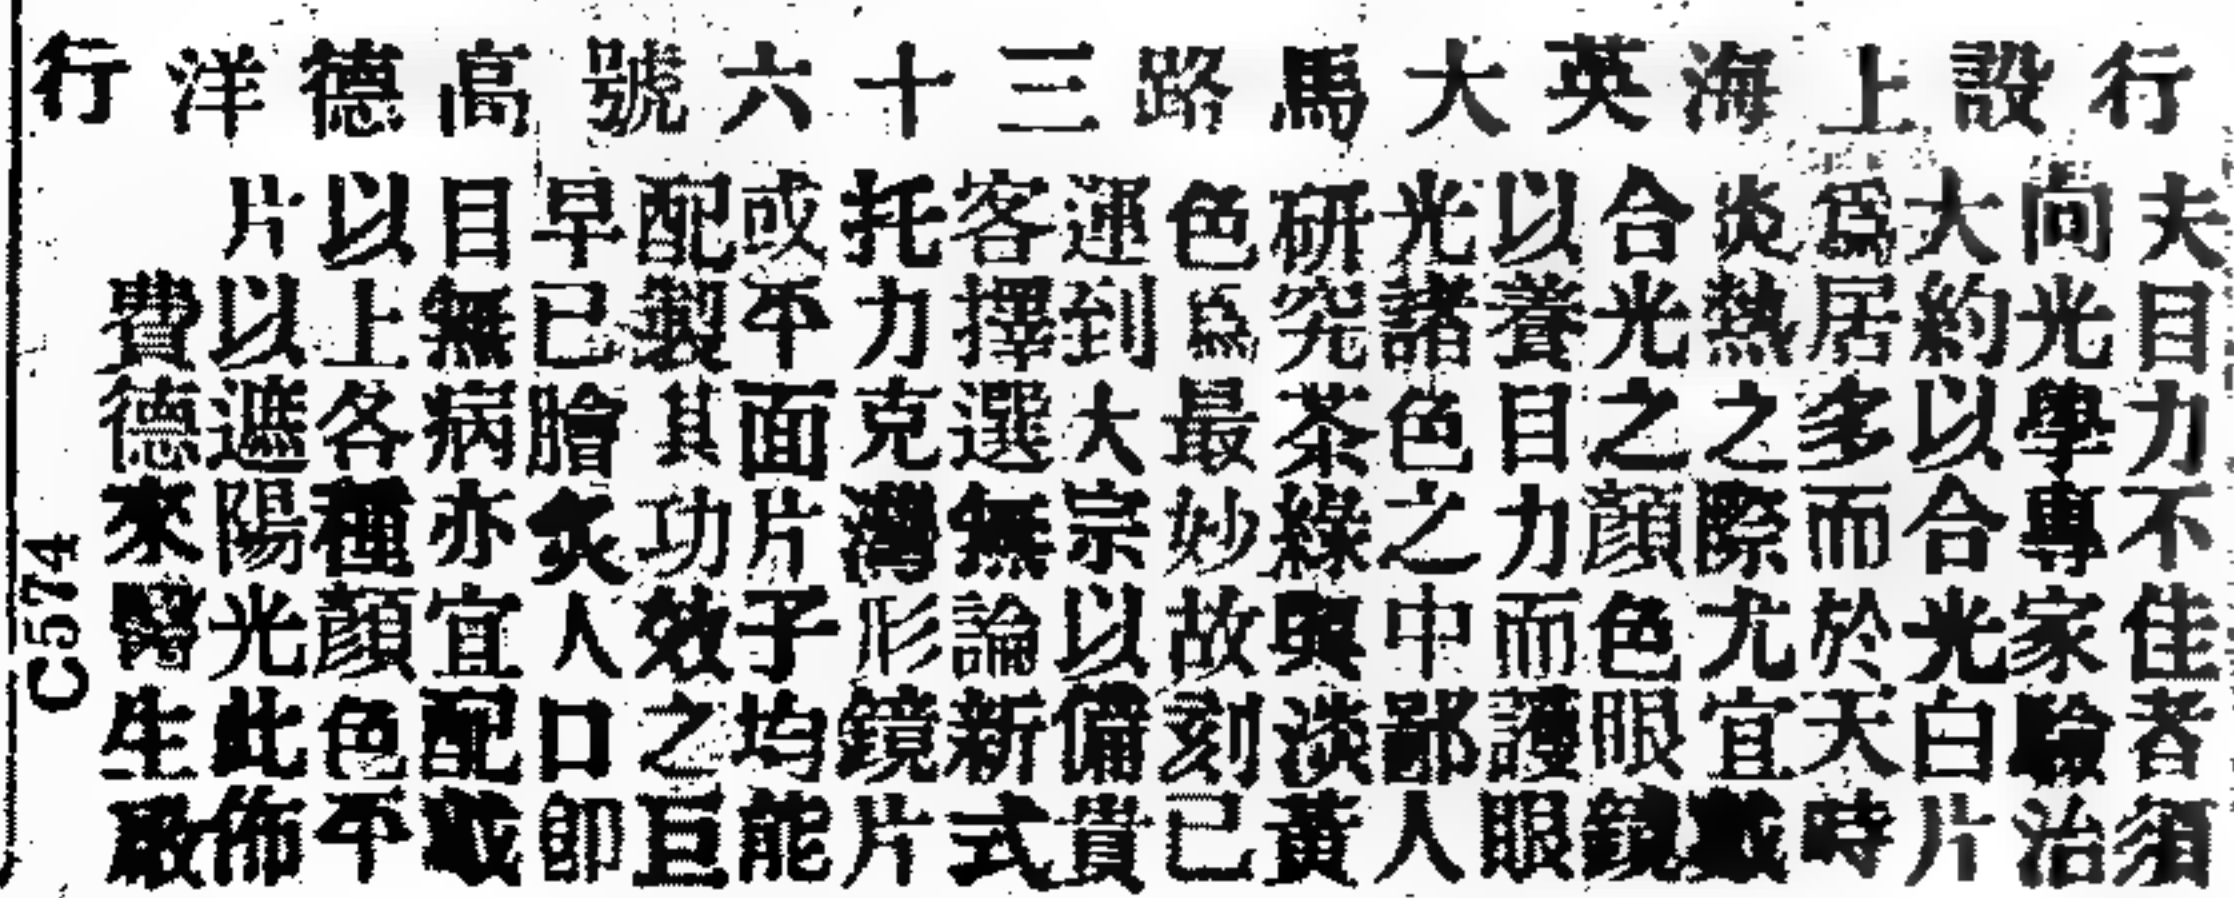 行設上海英大馬路三十六號高德洋行
夫目力不佳者須
尚光學專家驗治
大約以合光白片
爲居多而於天時
炎熱之際尤宜戴
合光之顏色眼鏡
以養目力而護眼
光諸色之中鄙人
研究茶綠與淡黃
色爲最妙故刻已
運到大宗以備貴
客擇選無論新式
托力克灣形鏡片
或平面片子均能
配製其功效之巨
早已膾炙人口卽
目無病亦宜配戴
以上各種顏色平
片以遮陽光此佈
費德來醫生啟
C574